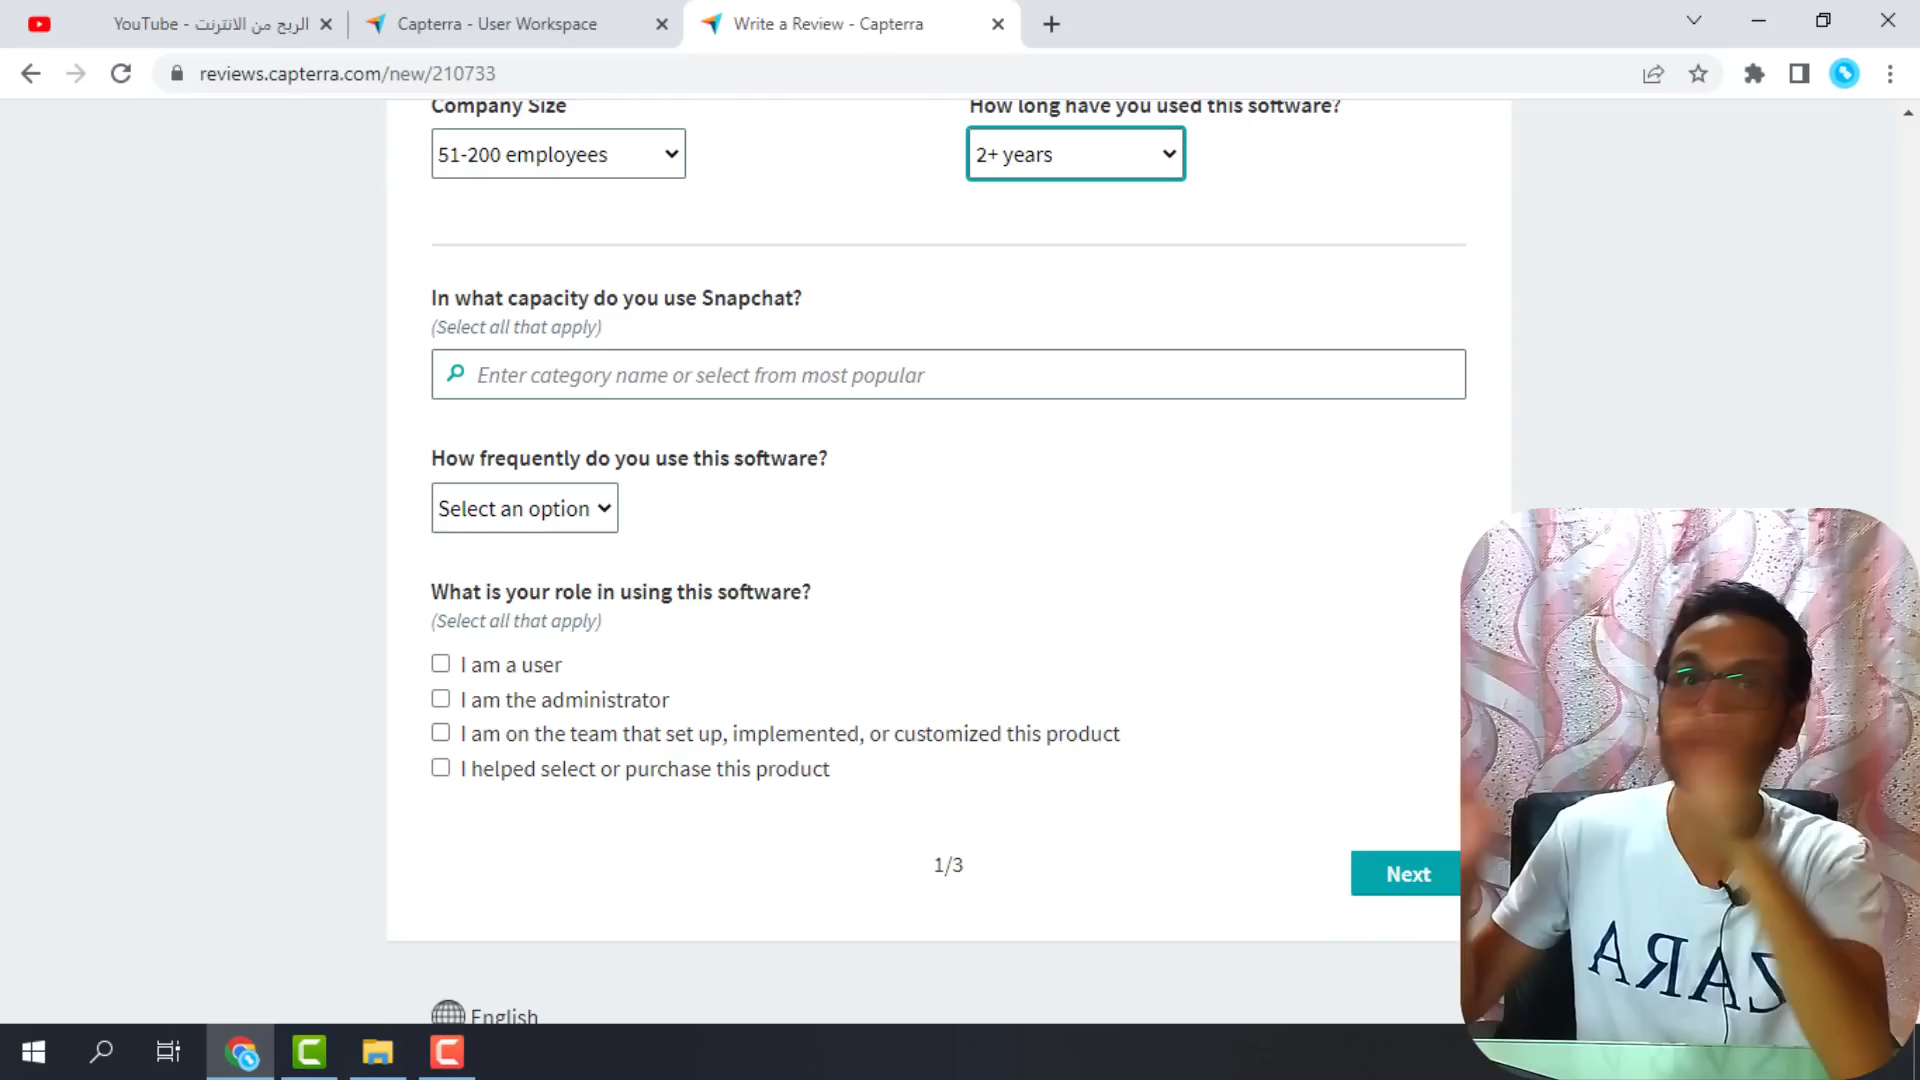 YouTube - الربح من الانترنت
Capterra - User Workspace
Write a Review - Capterra
reviews.capterra.com/new/210733
Company Size
How long have you used this software?
51-200 employees
2+ years
In what capacity do you use Snapchat?
(Select all that apply)
Enter category name or select from most popular
How frequently do you use this software?
Select an option
What is your role in using this software?
(Select all that apply)
I am a user
I am the administrator
I am on the team that set up, implemented, or customized this product
I helped select or purchase this product
1/3
Next
English
ZARA